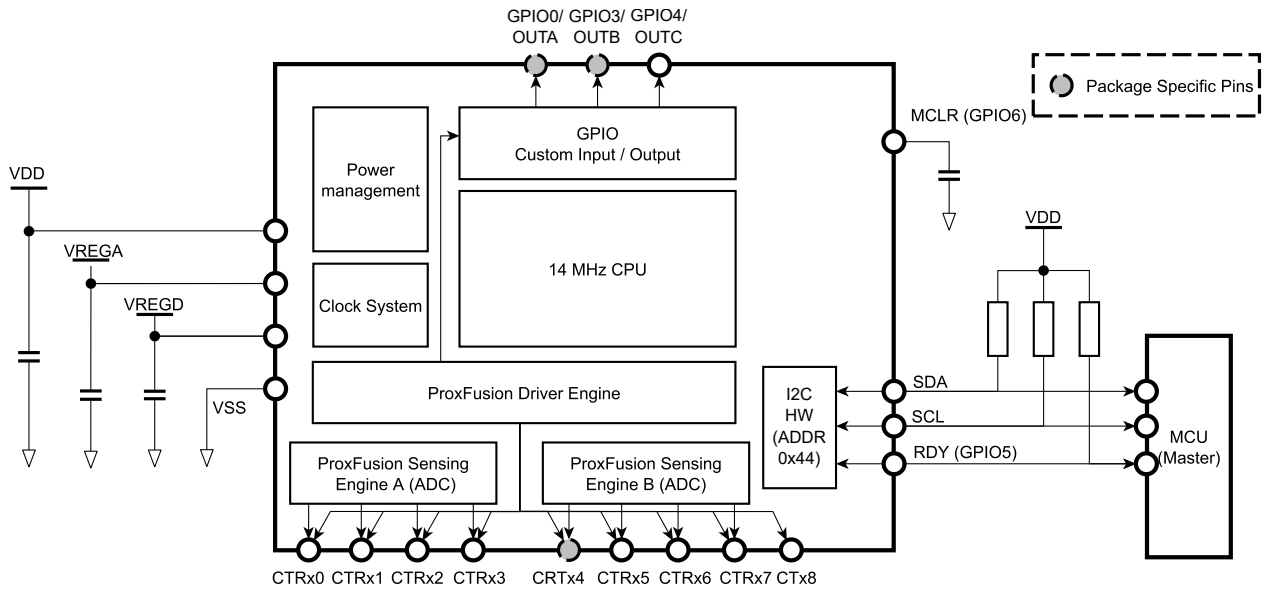 GPIO0/ GPIO3/ GPIO4/
OUTA OUTB OUTC
Package Specific Pins
MCLR (GPIO6)
GPIO
Custom Input / Output
Power
management
VDD
VREGA
VREGD
VSS
14 MHz CPU
Clock System
VDD
ProxFusion Driver Engine
I2C
HW
(ADDR
0x44)
SDA
SCL
RDY (GPIO5)
MCU
(Master)
ProxFusion Sensing
Engine A (ADC)
ProxFusion Sensing
Engine B (ADC)
CTRx0 CTRx1 CTRx2 CTRx3 CRTx4 CTRx5 CTRx6 CTRx7 CTx8